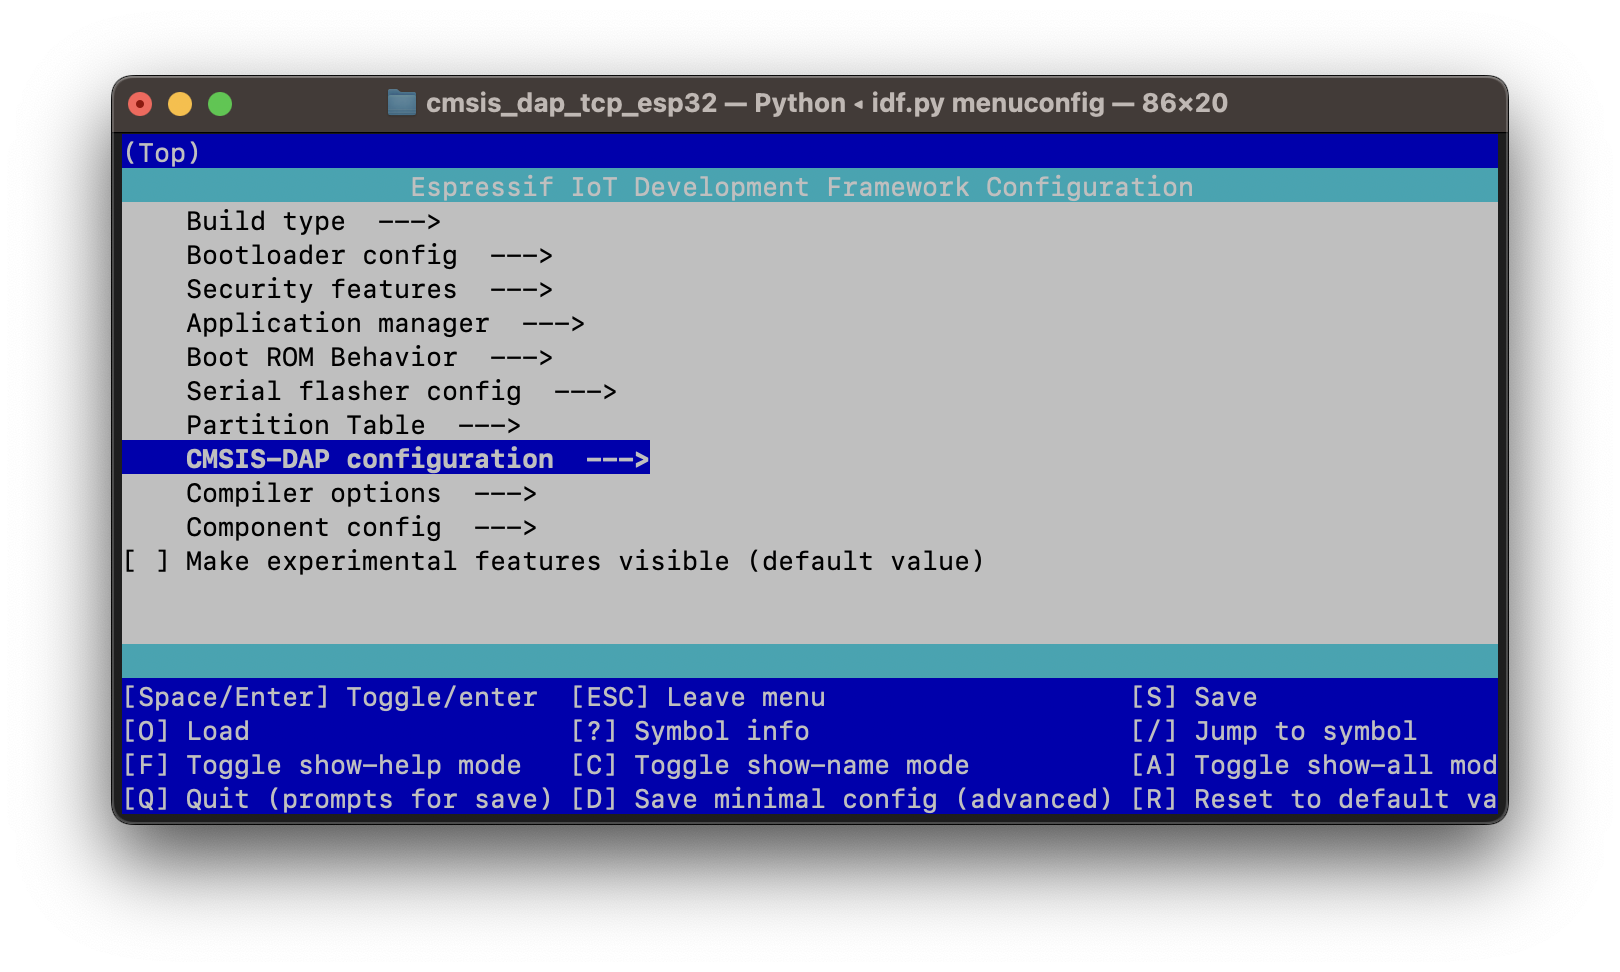 cmsis_dap_tcp_esp32 — Python ◂ idf.py menuconfig — 86×20
(Top)
Espressif IoT Development Framework Configuration
Build type  --->
Bootloader config  --->
Security features  --->
Application manager  --->
Boot ROM Behavior  --->
Serial flasher config  --->
Partition Table  --->
CMSIS-DAP configuration  --->
Compiler options  --->
Component config  --->
[ ] Make experimental features visible (default value)
[Space/Enter] Toggle/enter  [ESC] Leave menu  [S] Save
[O] Load  [?] Symbol info  [/] Jump to symbol
[F] Toggle show-help mode  [C] Toggle show-name mode  [A] Toggle show-all mod
[Q] Quit (prompts for save) [D] Save minimal config (advanced) [R] Reset to default va